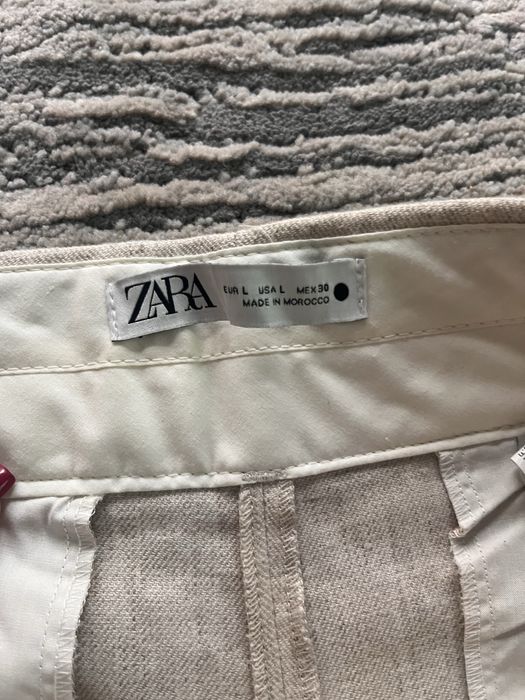 ZARA
EUR L USA L MEX 30
MADE IN MOROCCO